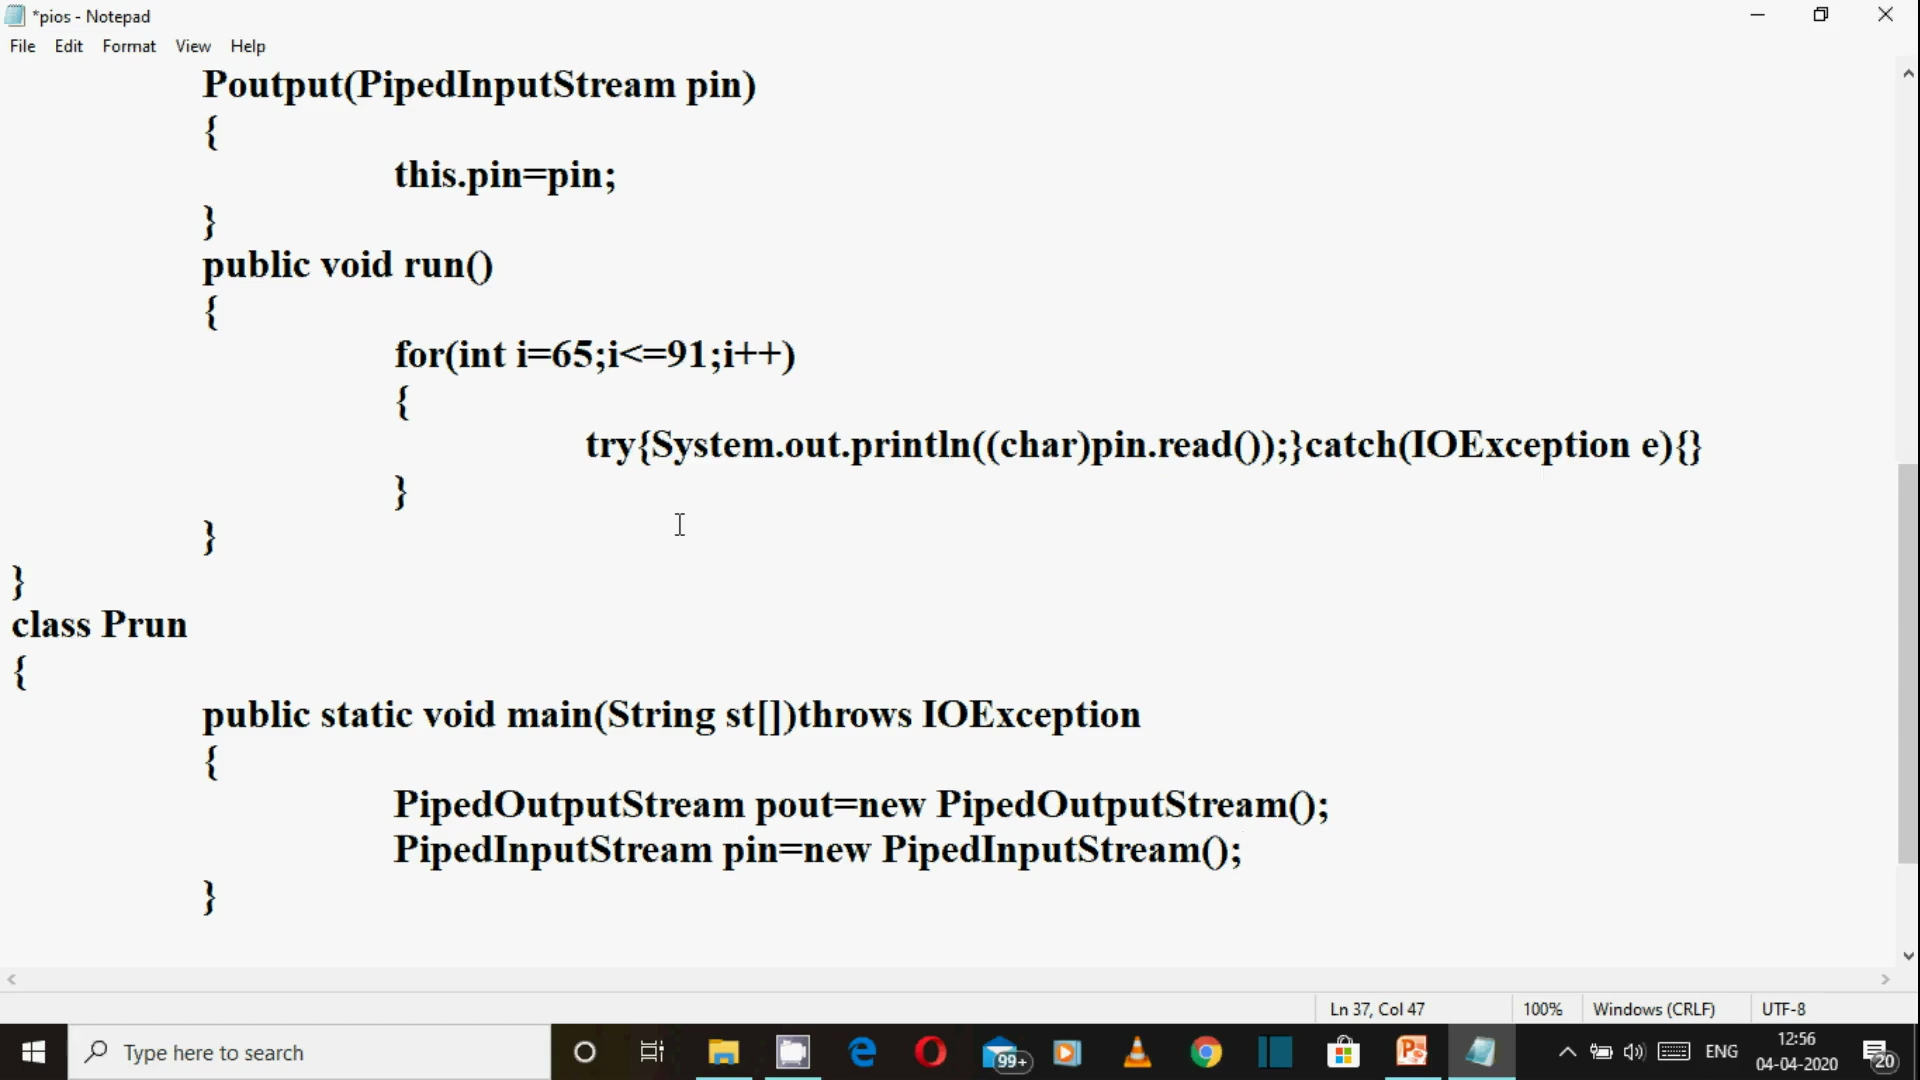 *pios - Notepad
File Edit Format View Help
Poutput(PipedInputStream pin)
{
this.pin=pin;
}
public void run()
{
for(int i=65;i<=91;i++)
{
try{System.out.println((char)pin.read());}catch(IOException e){}
}
}
}
class Prun
{
public static void main(String st[])throws IOException
{
PipedOutputStream pout=new PipedOutputStream();
PipedInputStream pin=new PipedInputStream();
}
Ln 37, Col 47 100% Windows (CRLF) UTF-8
Type here to search 99+ ENG 12:56 20
04-04-2020